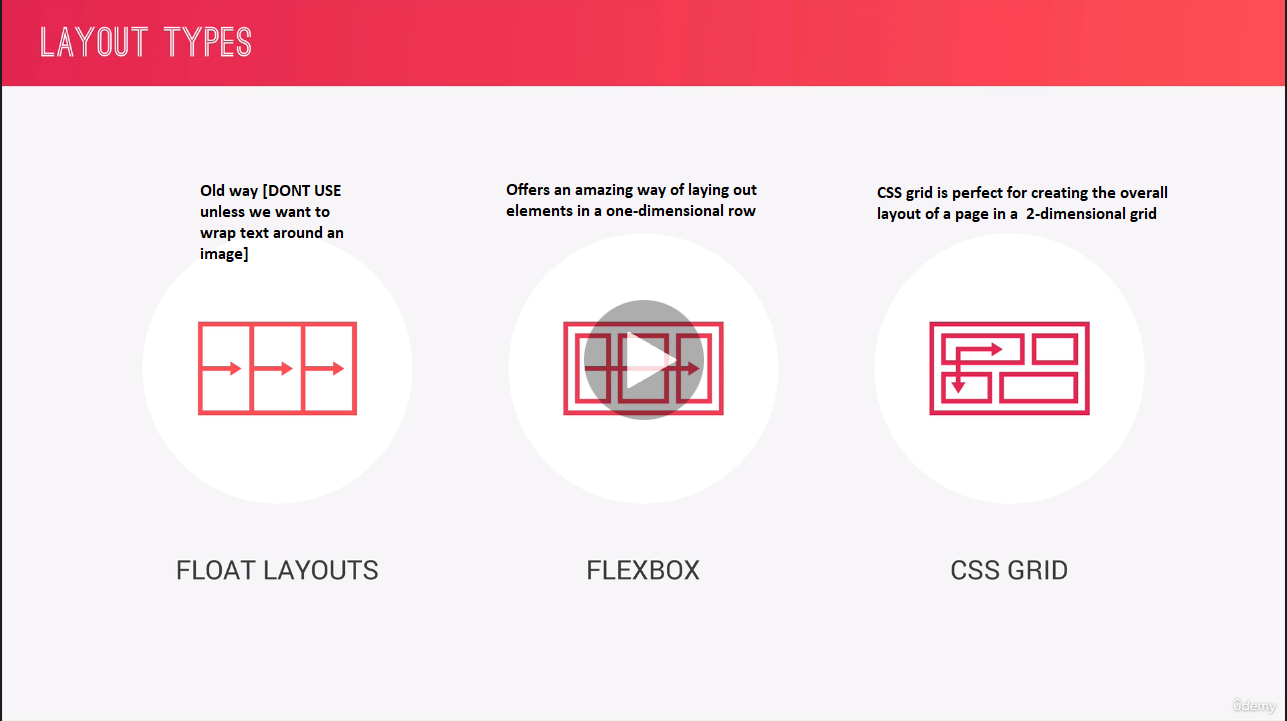 LAYOUT TYPES
Old way [DONT USE
unless we want to
wrap text around an
image]
Offers an amazing way of laying out
elements in a one-dimensional row
CSS grid is perfect for creating the overall
layout of a page in a  2-dimensional grid
FLOAT LAYOUTS
FLEXBOX
CSS GRID
ûdemy